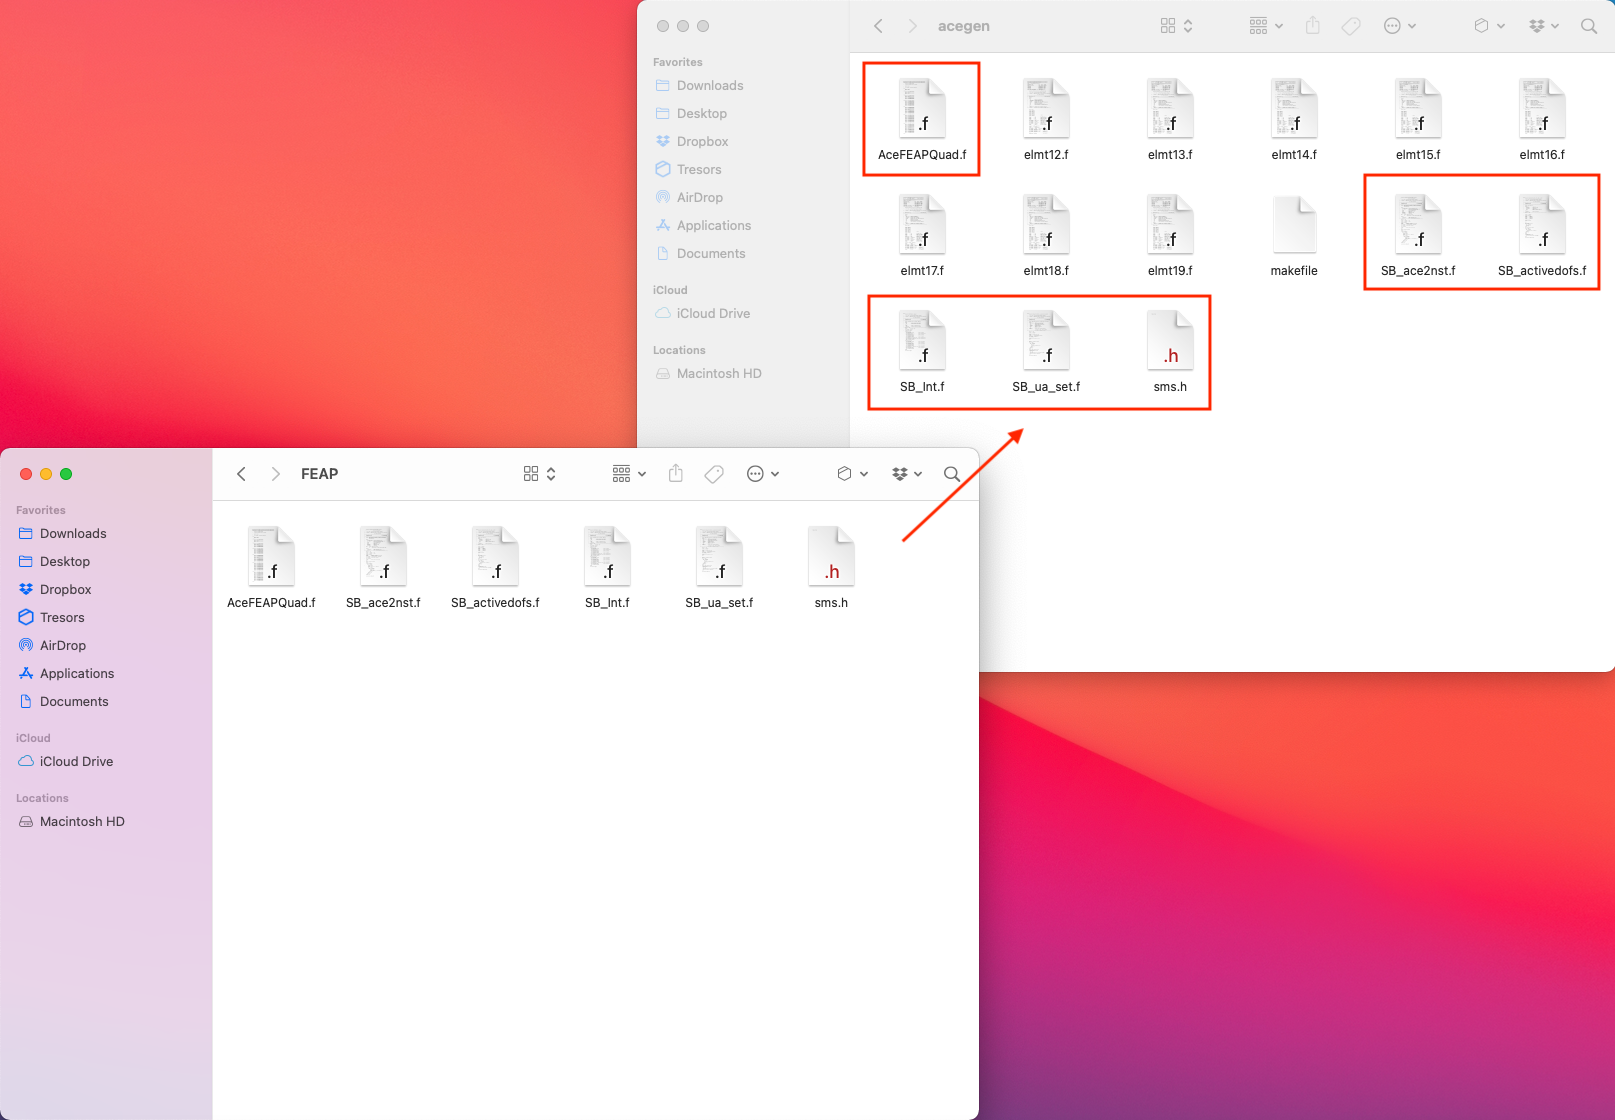 acegen
Favorites
Downloads
Desktop
Dropbox
Tresors
AirDrop
Applications
Documents
iCloud
iCloud Drive
Locations
Macintosh HD
.f .f .f .f .f .f
AceFEAPQuad.f elmt12.f elmt13.f elmt14.f elmt15.f elmt16.f
.f .f .f .f .f
elmt17.f elmt18.f elmt19.f makefile SB_ace2nst.f SB_activedofs.f
.f .f .h
SB_Int.f SB_ua_set.f sms.h
FEAP
Favorites
Downloads
Desktop
Dropbox
Tresors
AirDrop
Applications
Documents
iCloud
iCloud Drive
Locations
Macintosh HD
.f .f .f .f .f .h
AceFEAPQuad.f SB_ace2nst.f SB_activedofs.f SB_Int.f SB_ua_set.f sms.h